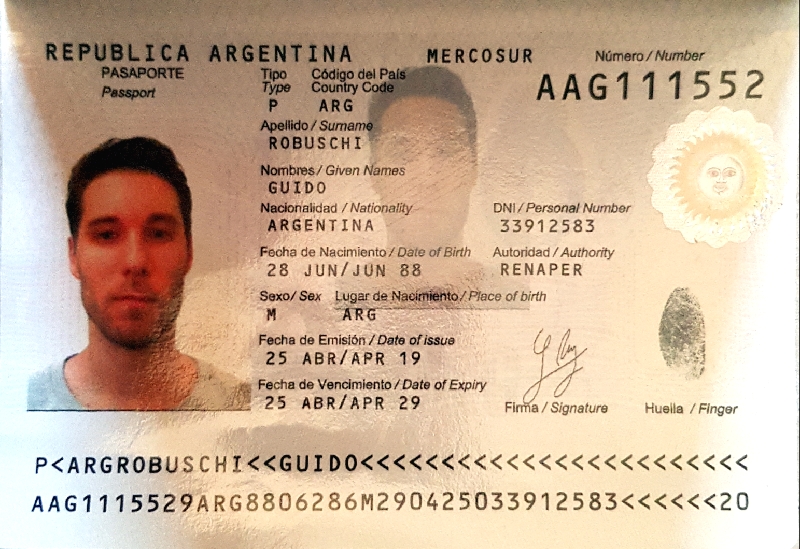 REPUBLICA ARGENTINA MERCOSUR
PASAPORTE
Passport
Tipo Código del País
Type Country Code
P ARG
Número / Number
AAG111552
Apellido / Surname
ROBUSCHI
Nombres / Given Names
GUIDO
Nacionalidad / Nationality
ARGENTINA
DNI / Personal Number
33912583
Fecha de Nacimiento / Date of Birth
28 JUN/JUN 88
Autoridad / Authority
RENAPER
Sexo / Sex Lugar de Nacimiento / Place of birth
M ARG
Fecha de Emisión / Date of issue
25 ABR/APR 19
Fecha de Vencimiento / Date of Expiry
25 ABR/APR 29
Firma / Signature
Huella / Finger
P<ARGROBUSCHI<<GUIDO<<<<<<<<<<<<<<<<<<<<<<<<
AAG1115529ARG8806286M290425033912583<<<<<<20